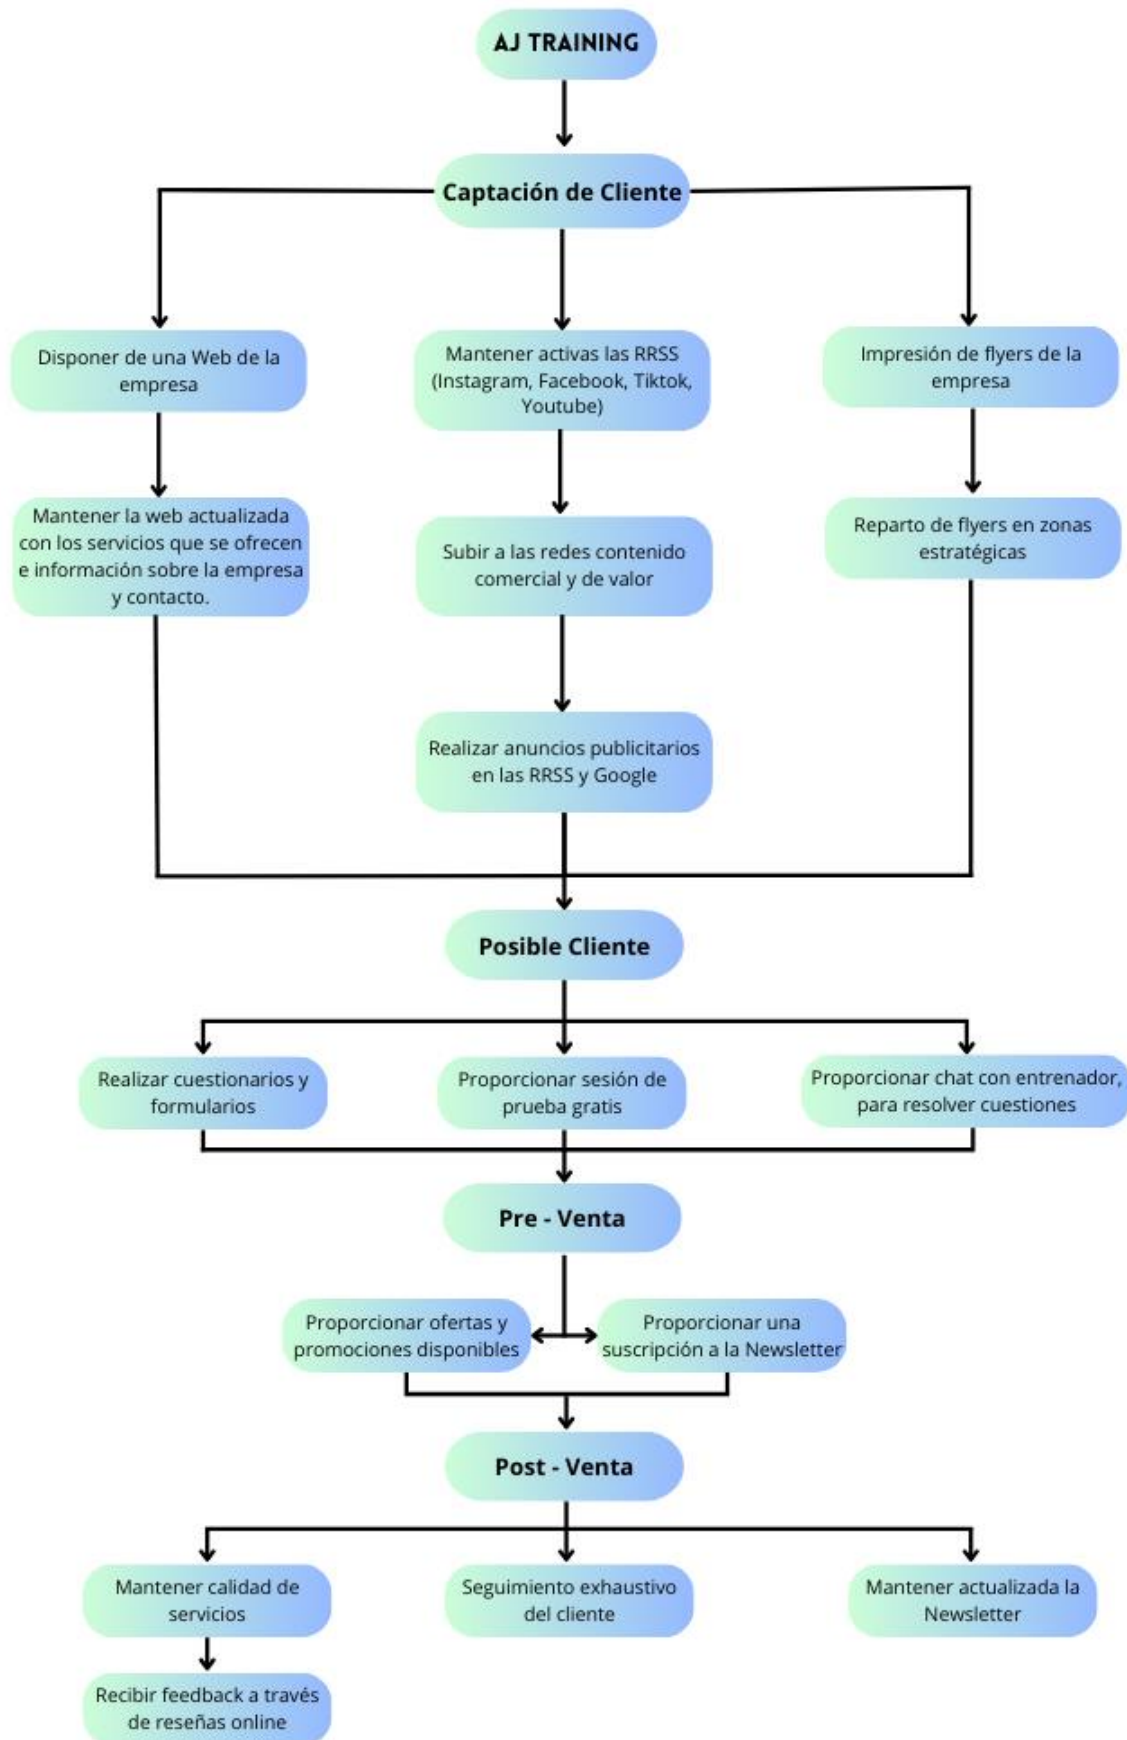 AJ TRAINING
Captación de Cliente
Disponer de una Web de la
empresa
Mantener activas las RRSS
(Instagram, Facebook, Tiktok,
Youtube)
Impresión de flyers de la
empresa
Mantener la web actualizada
con los servicios que se ofrecen
e información sobre la empresa
y contacto.
Subir a las redes contenido
comercial y de valor
Reparto de flyers en zonas
estratégicas
Realizar anuncios publicitarios
en las RRSS y Google
Posible Cliente
Realizar cuestionarios y
formularios
Proporcionar sesión de
prueba gratis
Proporcionar chat con entrenador,
para resolver cuestiones
Pre - Venta
Proporcionar ofertas y
promociones disponibles
Proporcionar una
suscripción a la Newsletter
Post - Venta
Mantener calidad de
servicios
Seguimiento exhaustivo
del cliente
Mantener actualizada la
Newsletter
Recibir feedback a través
de reseñas online